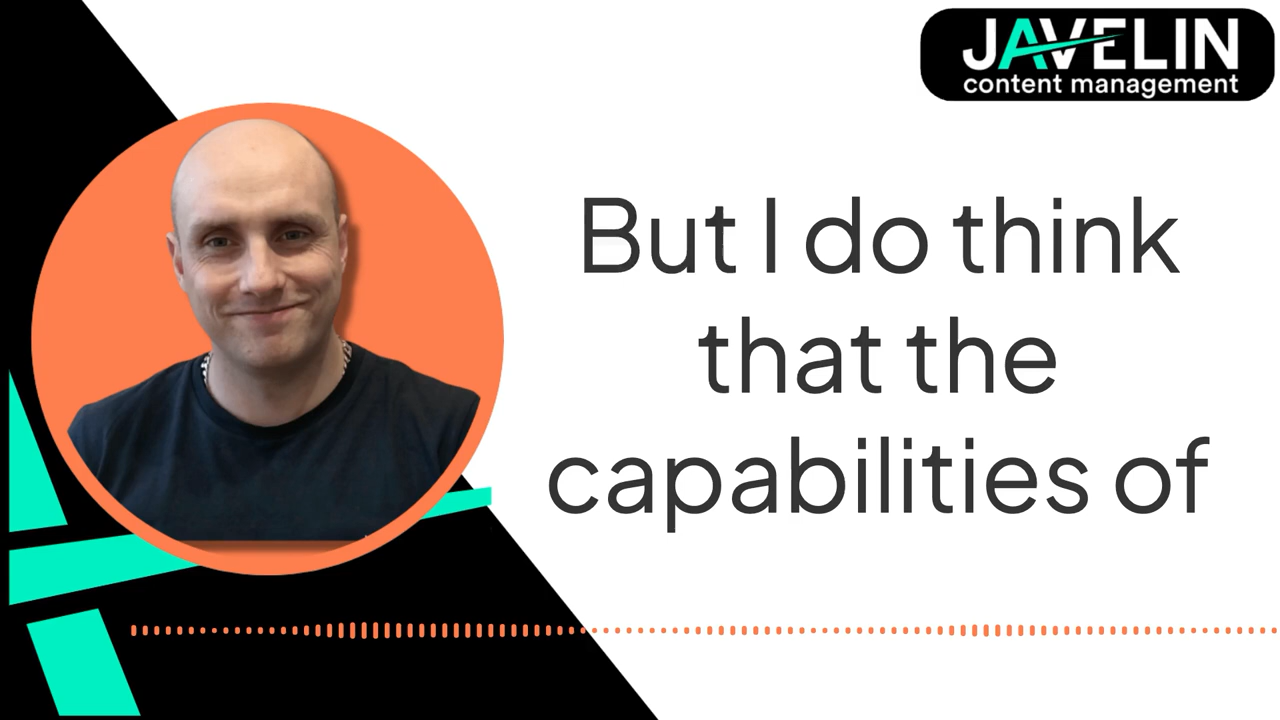 JAVELIN
content management
But I do think
that the
capabilities of